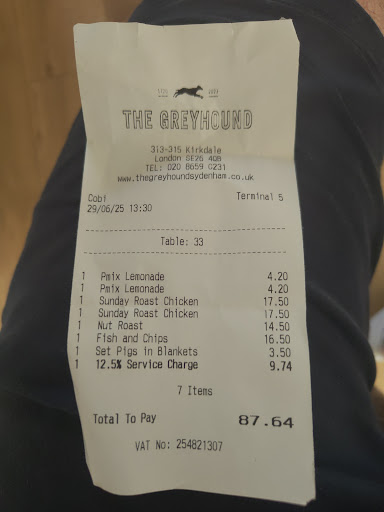 THE GREYHOUND
313-315 Kirkdale
London SE26 4QB
TEL: 020 8659 0231
www.thegreyhoundsydenham.co.uk
Cobi Terminal 5
29/06/25 13:30
Table: 33
1 Pmix Lemonade 4.20
1 Pmix Lemonade 4.20
1 Sunday Roast Chicken 17.50
1 Sunday Roast Chicken 17.50
1 Nut Roast 14.50
1 Fish and Chips 16.50
1 Set Pigs in Blankets 3.50
1 12.5% Service Charge 9.74
7 Items
Total To Pay 87.64
VAT No: 254821307